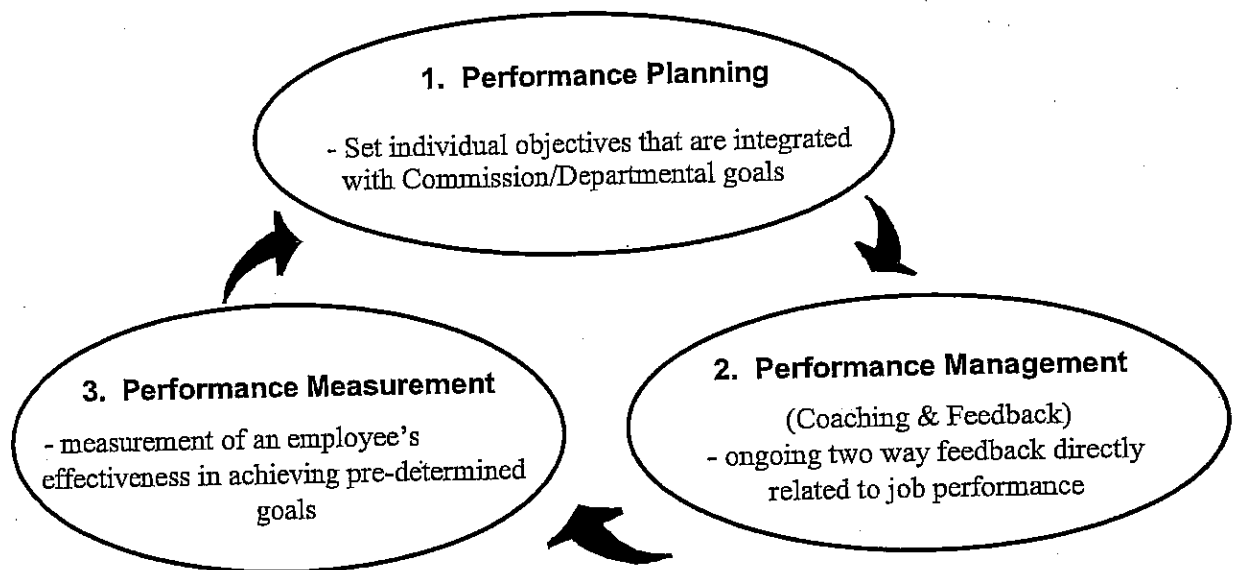 1. Performance Planning
- Set individual objectives that are integrated
with Commission/Departmental goals
2. Performance Management
(Coaching & Feedback)
- ongoing two way feedback directly
related to job performance
3. Performance Measurement
- measurement of an employee's
effectiveness in achieving pre-determined
goals